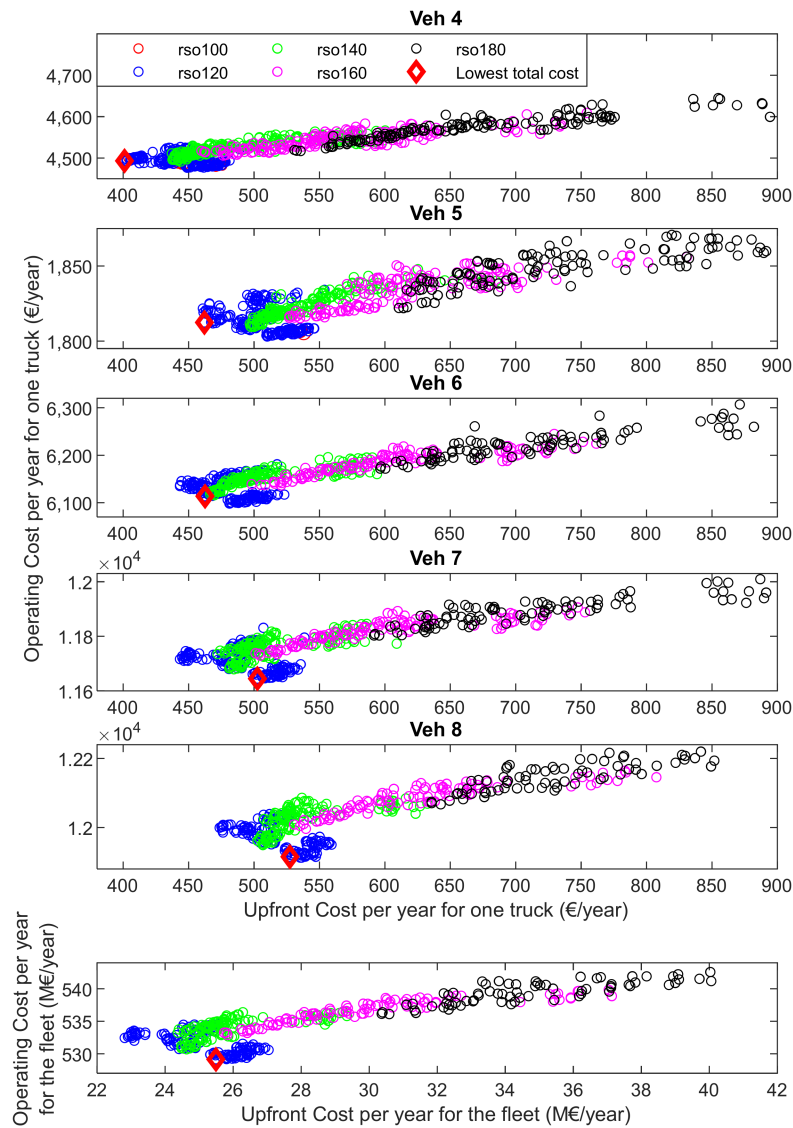 Veh 4
rso100 rso140 rso180
rso120 rso160 Lowest total cost
4,700
4,600
4,500
400 450 500 550 600 650 700 750 800 850 900
Veh 5
1,850
1,800
400 450 500 550 600 650 700 750 800 850 900
Veh 6
6,300
6,200
6,100
400 450 500 550 600 650 700 750 800 850 900
Operating Cost per year for one truck (€/year)
Veh 7
×10⁴
1.2
1.18
1.16
400 450 500 550 600 650 700 750 800 850 900
Veh 8
×10⁴
1.22
1.2
400 450 500 550 600 650 700 750 800 850 900
Upfront Cost per year for one truck (€/year)
Operating Cost per year
for the fleet (M€/year)
540
535
530
22 24 26 28 30 32 34 36 38 40 42
Upfront Cost per year for the fleet (M€/year)